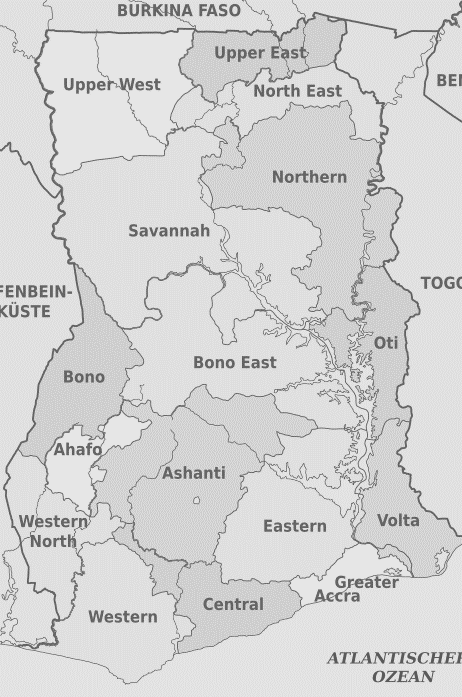 BURKINA FASO
Upper East
Upper West
North East
BEN
Northern
Savannah
TOGO
FENBEIN-
KÜSTE
Oti
Bono East
Bono
Ahafo
Ashanti
Western
North
Eastern
Volta
Greater
Accra
Central
Western
ATLANTISCHER
OZEAN